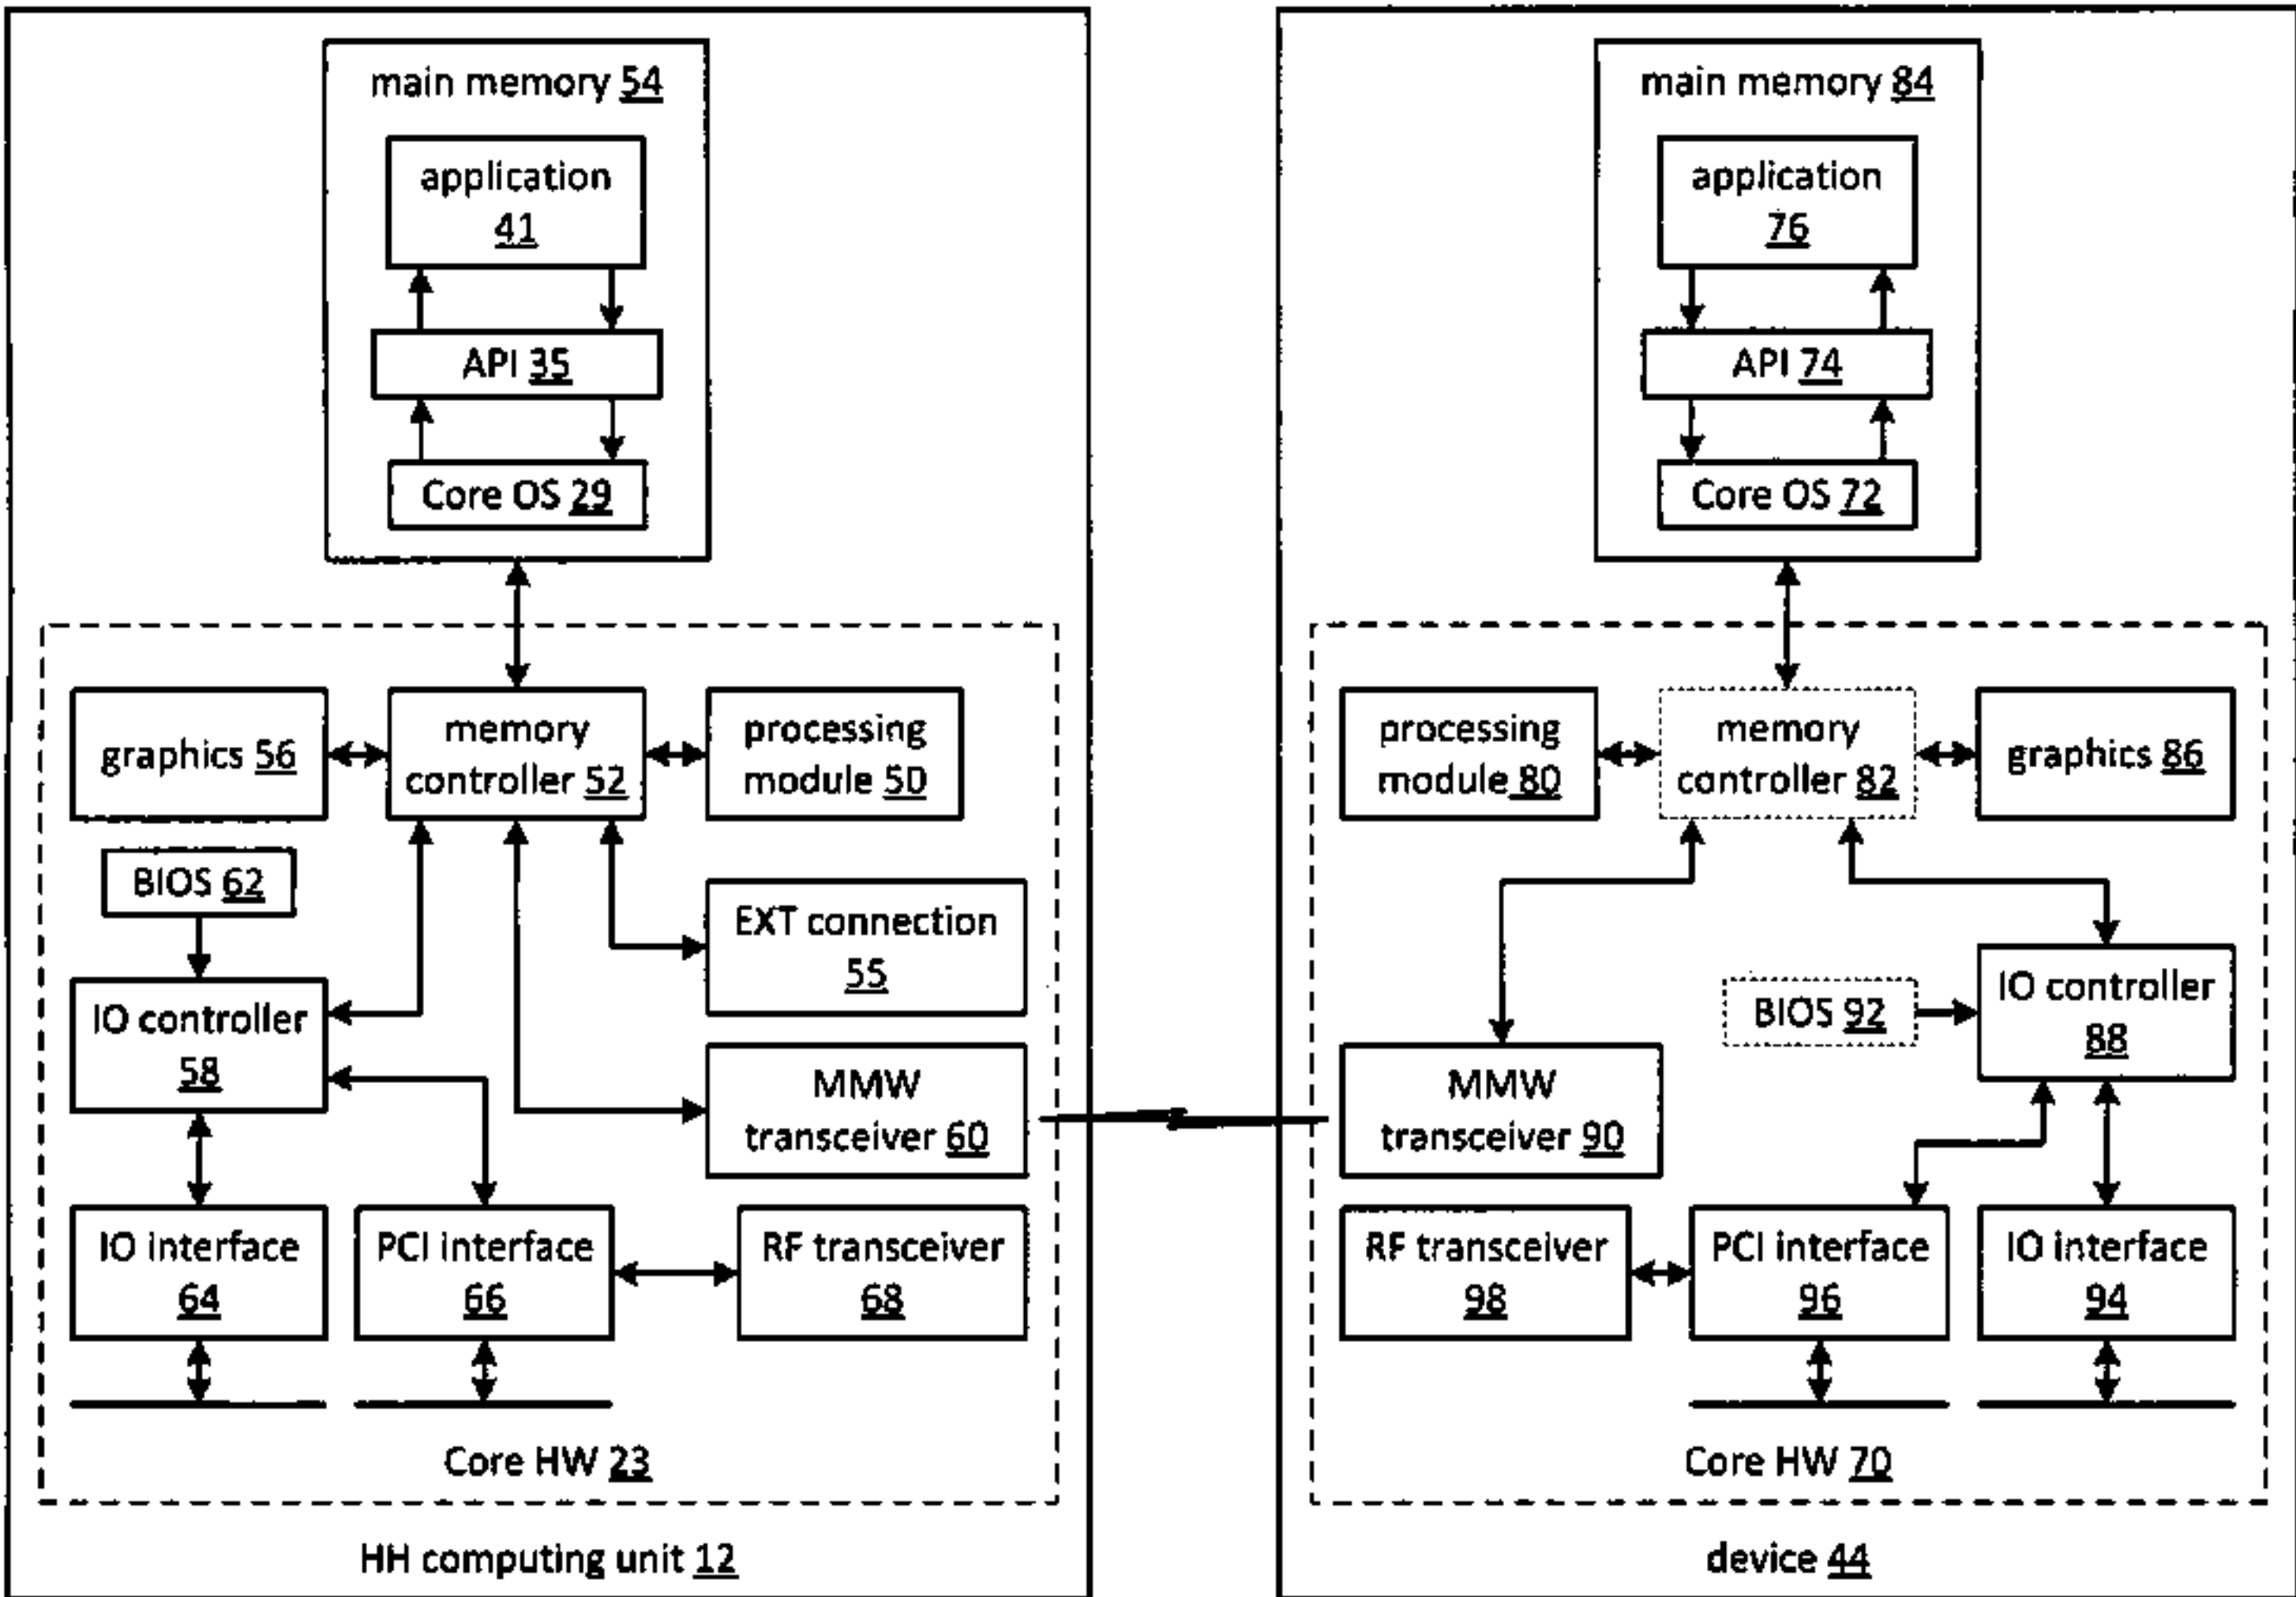 main memory 54
application
41
API 35
Core OS 29
graphics 56
memory
controller 52
processing
module 50
BIOS 62
EXT connection
55
IO controller
58
MMW
transceiver 60
IO interface
64
PCI interface
66
RF transceiver
68
Core HW 23
HH computing unit 12
main memory 84
application
76
API 74
Core OS 72
processing
module 80
memory
controller 82
graphics 86
IO controller
88
BIOS 92
MMW
transceiver 90
RF transceiver
98
PCI interface
96
IO interface
94
Core HW 70
device 44